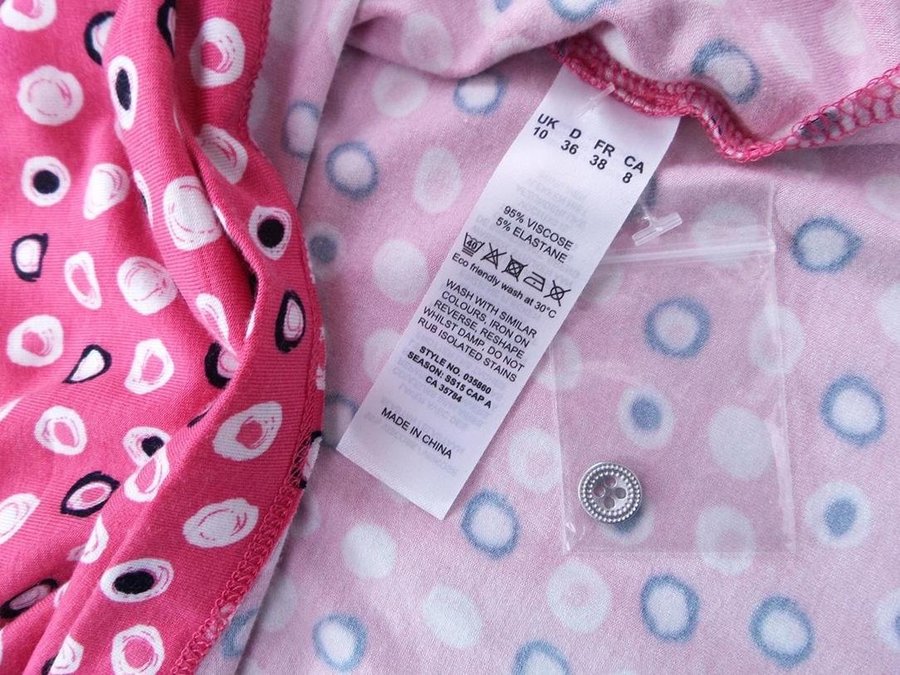 UK D FR CA
10 36 38 8
95% VISCOSE
5% ELASTANE
40
Eco friendly wash at 30°C
WASH WITH SIMILAR
COLOURS, IRON ON
REVERSE, RESHAPE
WHILST DAMP, DO NOT
RUB ISOLATED STAINS
STYLE NO. 035860
SEASON: SS15 CAP A
CA 35784
MADE IN CHINA